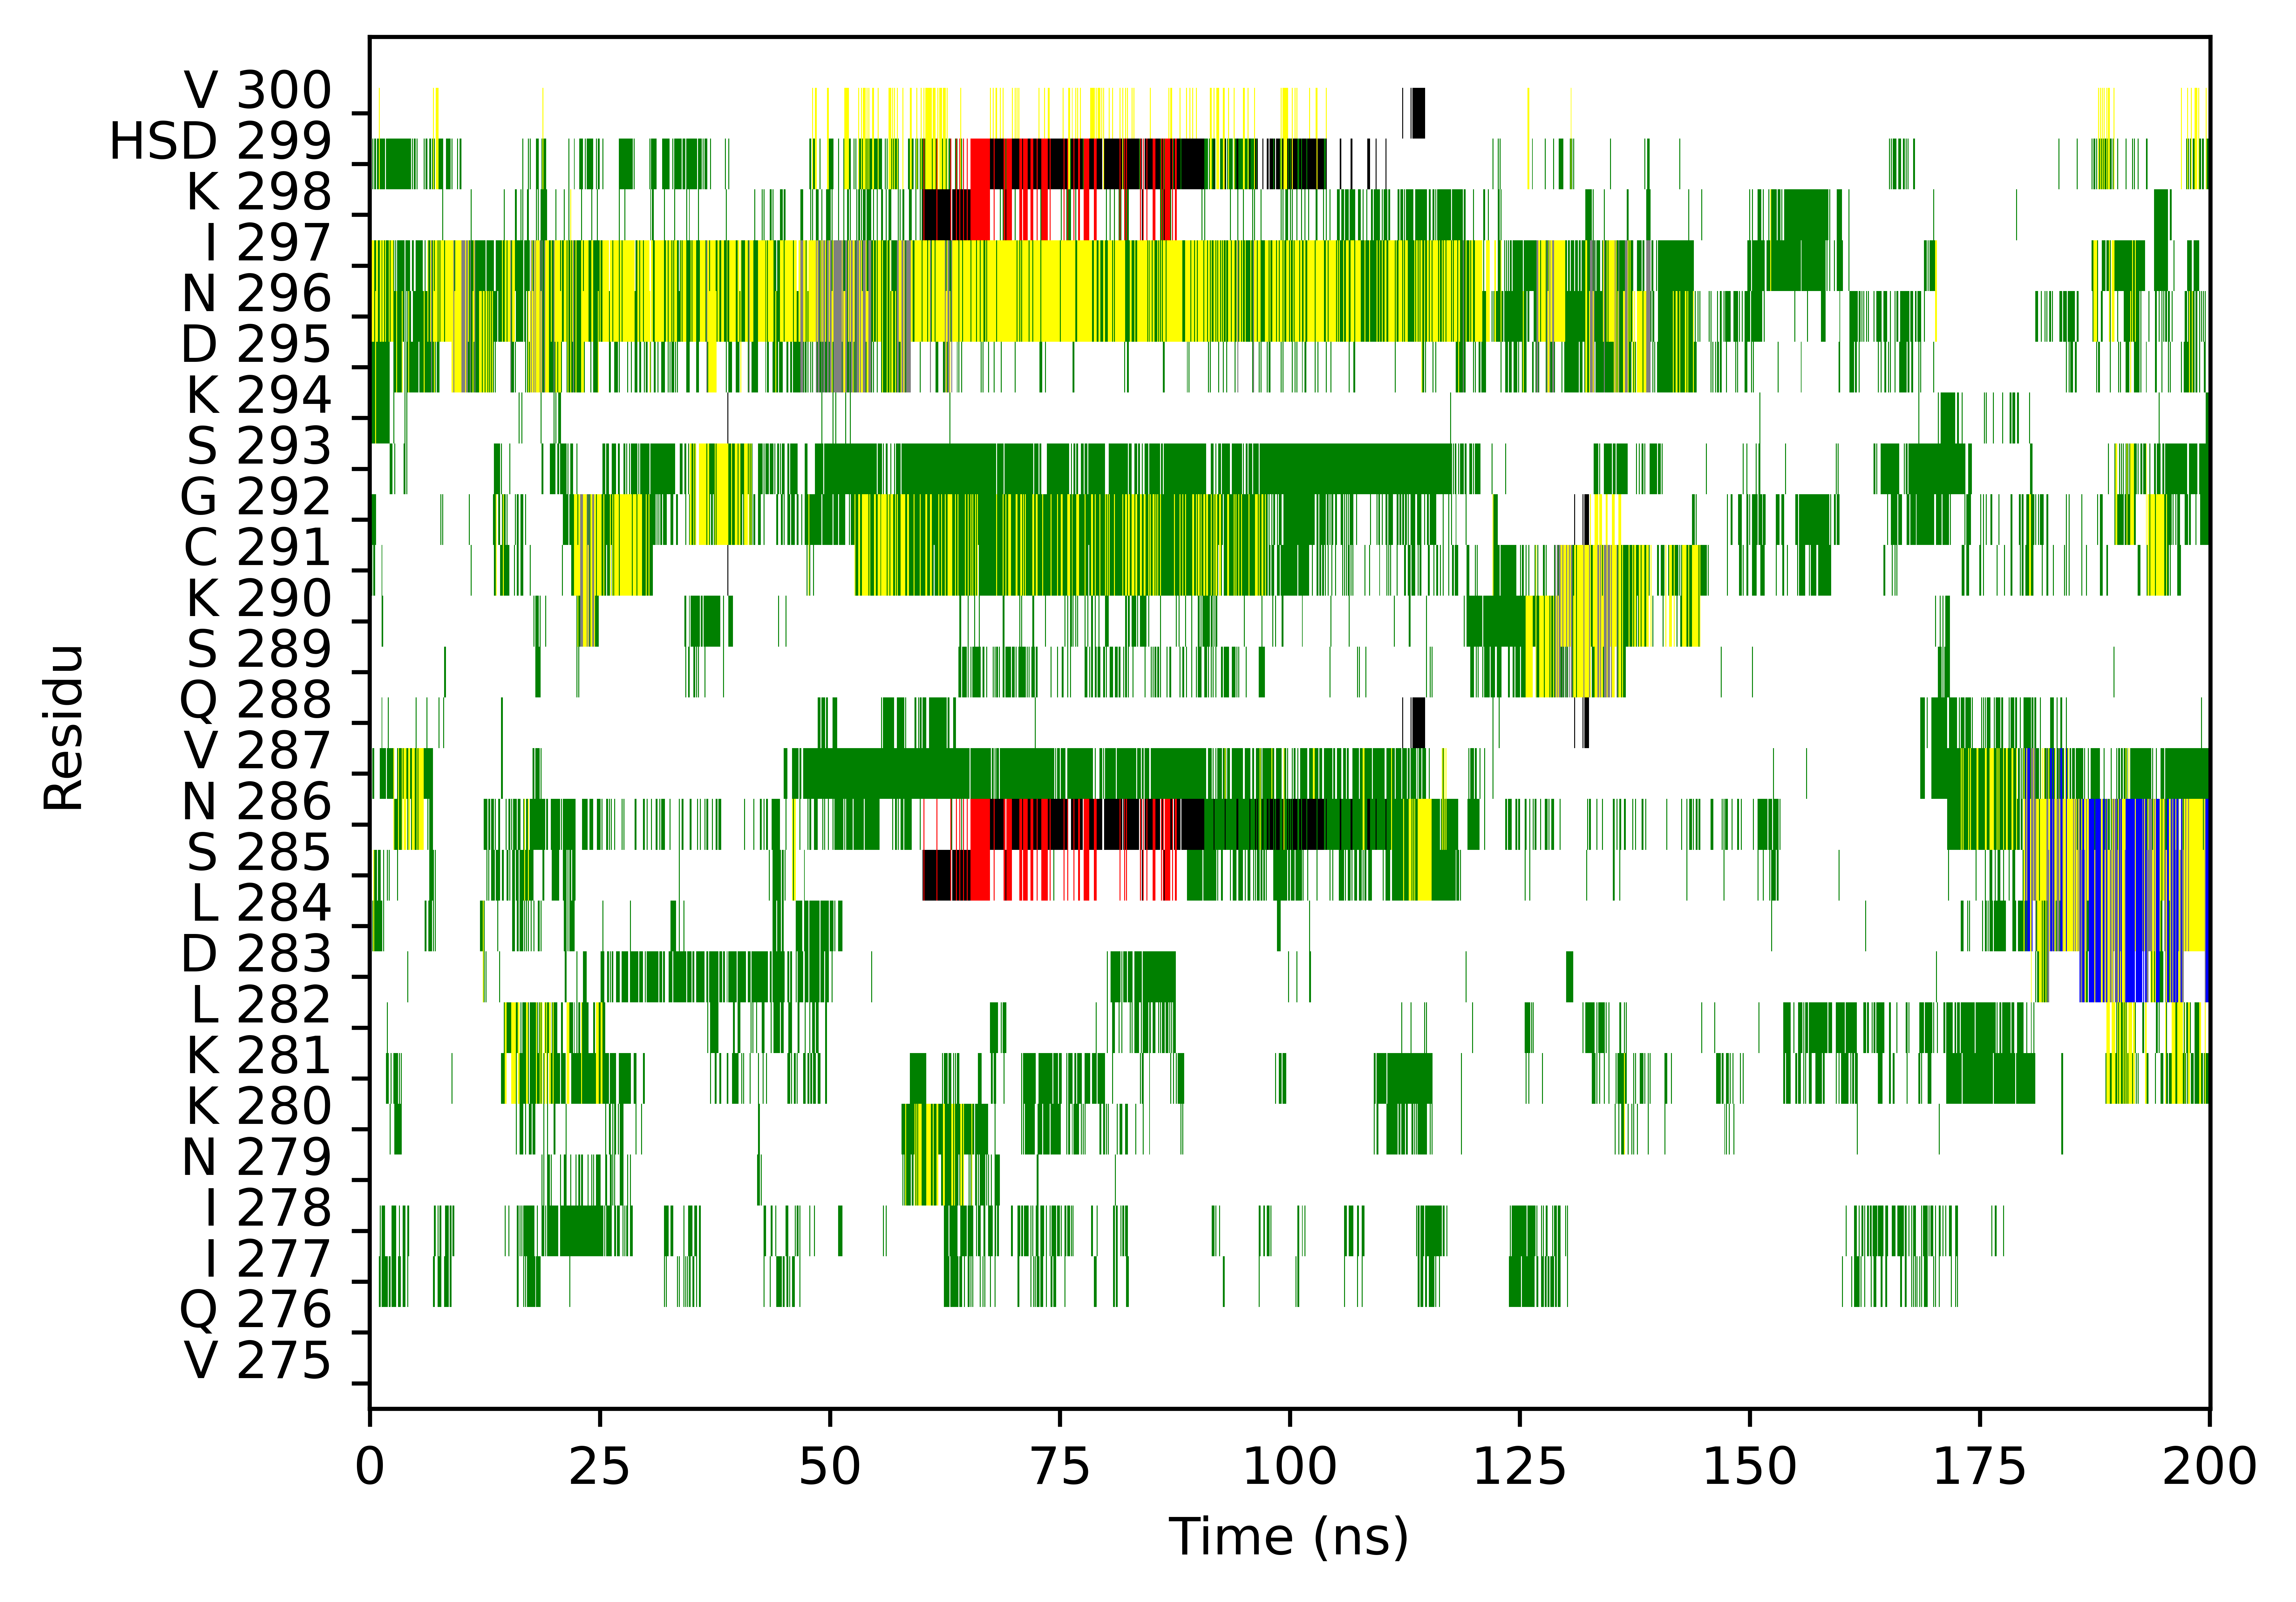 V 300
HSD 299
K 298
I 297
N 296
D 295
K 294
S 293
G 292
C 291
K 290
S 289
Q 288
V 287
N 286
S 285
L 284
D 283
L 282
K 281
K 280
N 279
I 278
I 277
Q 276
V 275
Residu
0 25 50 75 100 125 150 175 200
Time (ns)